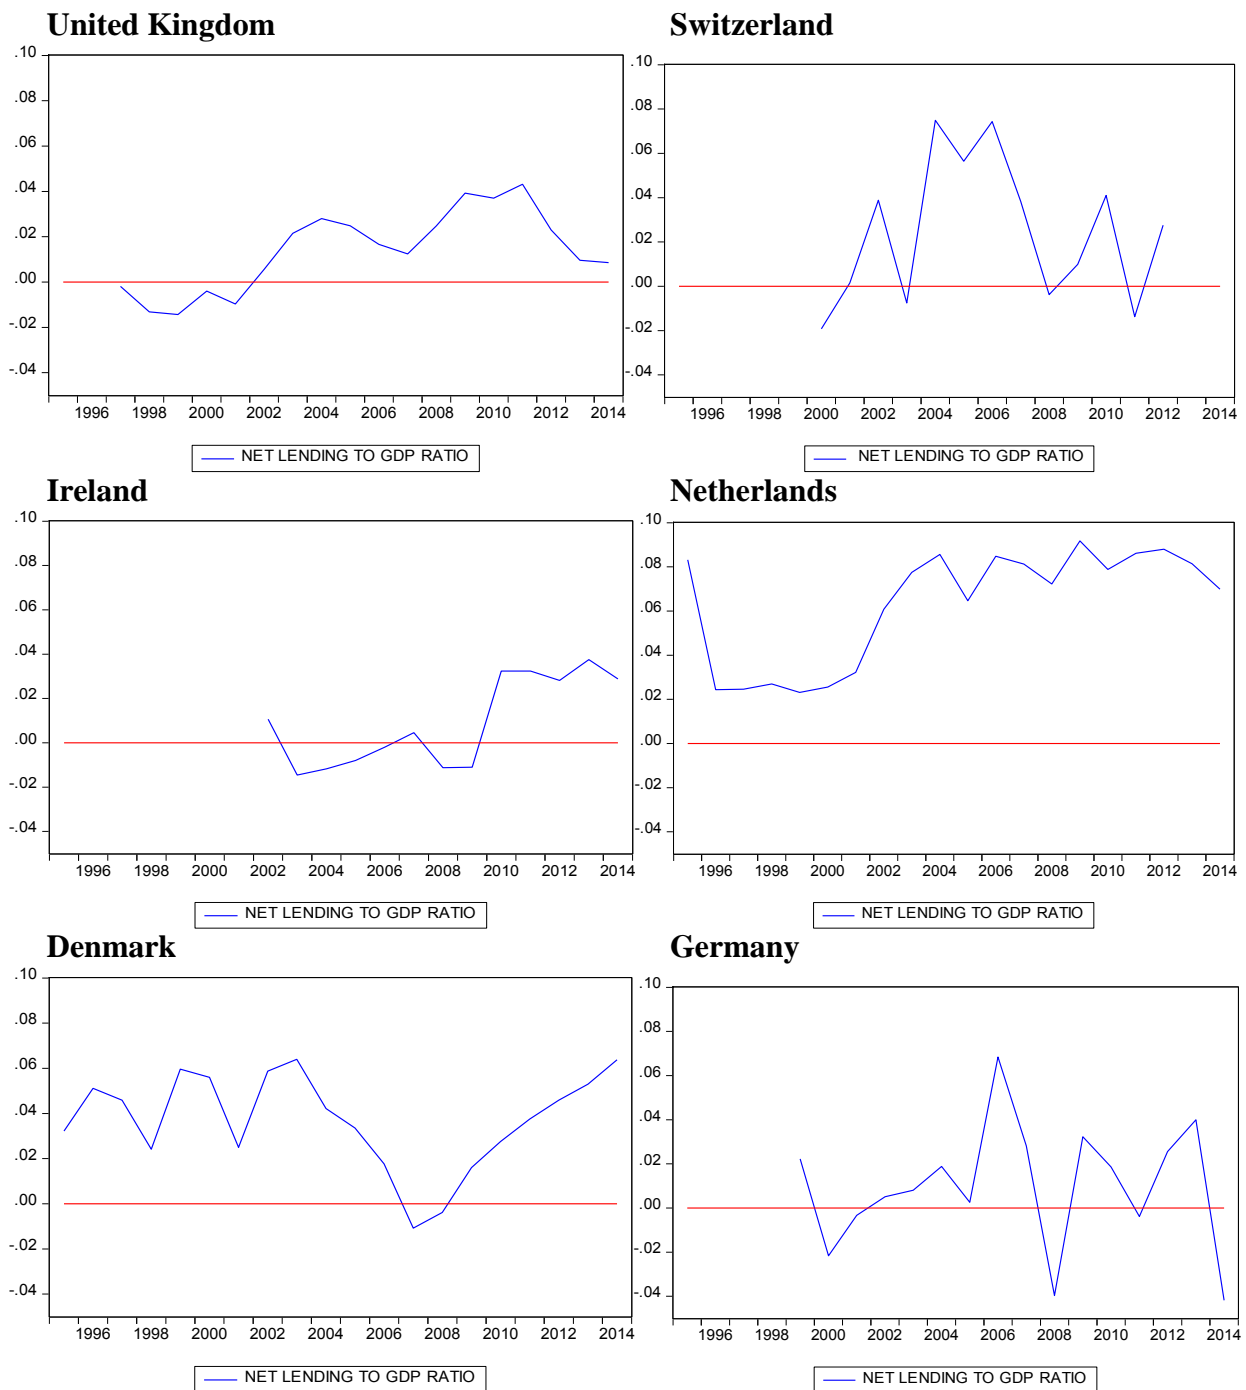 United Kingdom
.10
.08
.06
.04
.02
.00
-.02
-.04
1996 1998 2000 2002 2004 2006 2008 2010 2012 2014
NET LENDING TO GDP RATIO
Switzerland
.10
.08
.06
.04
.02
.00
-.02
-.04
1996 1998 2000 2002 2004 2006 2008 2010 2012 2014
NET LENDING TO GDP RATIO
Ireland
.10
.08
.06
.04
.02
.00
-.02
-.04
1996 1998 2000 2002 2004 2006 2008 2010 2012 2014
NET LENDING TO GDP RATIO
Netherlands
.10
.08
.06
.04
.02
.00
-.02
-.04
1996 1998 2000 2002 2004 2006 2008 2010 2012 2014
NET LENDING TO GDP RATIO
Denmark
.10
.08
.06
.04
.02
.00
-.02
-.04
1996 1998 2000 2002 2004 2006 2008 2010 2012 2014
NET LENDING TO GDP RATIO
Germany
.10
.08
.06
.04
.02
.00
-.02
-.04
1996 1998 2000 2002 2004 2006 2008 2010 2012 2014
NET LENDING TO GDP RATIO